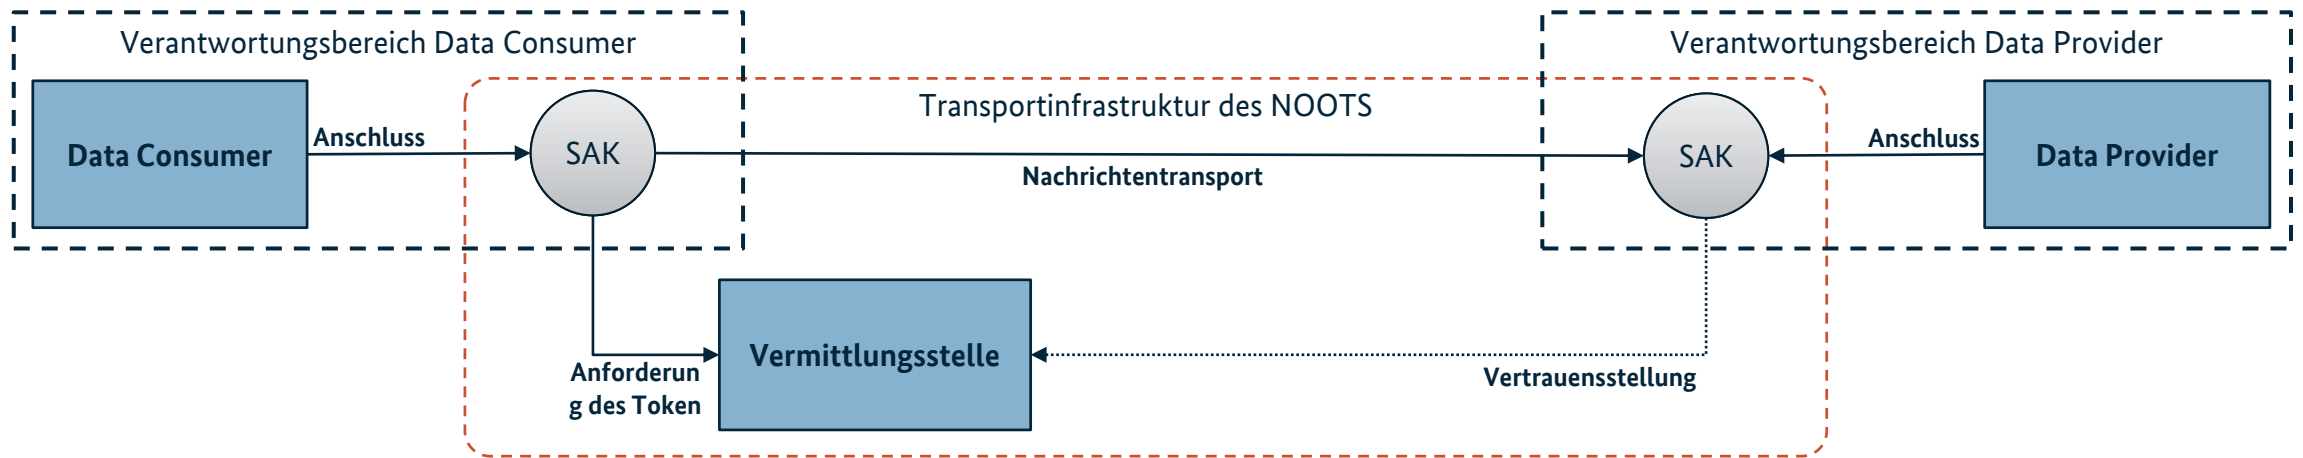 Verantwortungsbereich Data Consumer
Verantwortungsbereich Data Provider
Transportinfrastruktur des NOOTS
Data Consumer
Anschluss
SAK
Nachrichtentransport
SAK
Anschluss
Data Provider
Anforderun
g des Token
Vermittlungsstelle
Vertrauensstellung